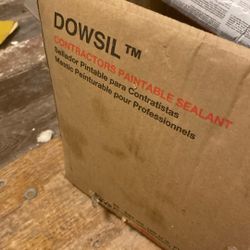 DOWSIL™
CONTRACTORS PAINTABLE SEALANT
Sellador Pintable para Contratistas
Mastic Peinturable pour Professionnels